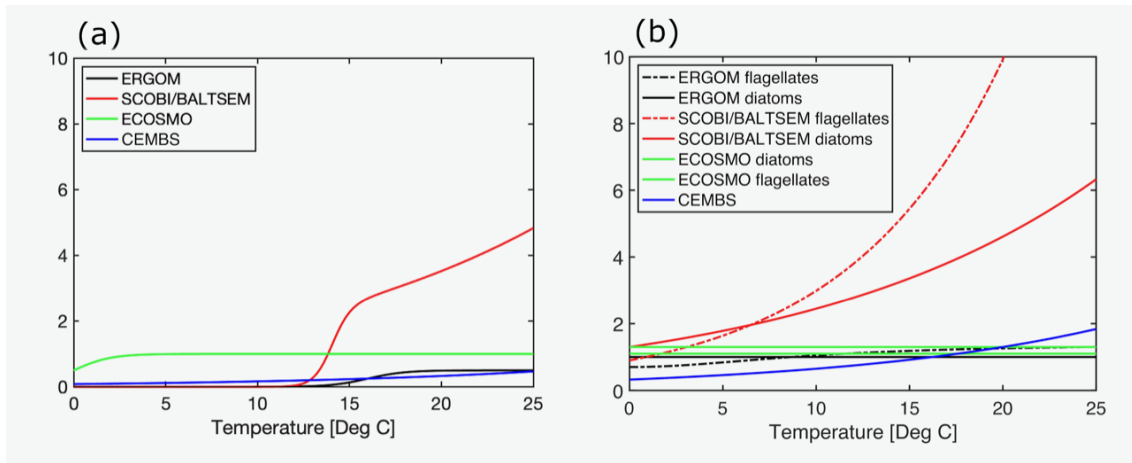 (a)
10
8
6
4
2
0
ERGOM
SCOBI/BALTSEM
ECOSMO
CEMBS
0 5 10 15 20 25
Temperature [Deg C]
(b)
10
8
6
4
2
0
ERGOM flagellates
ERGOM diatoms
SCOBI/BALTSEM flagellates
SCOBI/BALTSEM diatoms
ECOSMO diatoms
ECOSMO flagellates
CEMBS
0 5 10 15 20 25
Temperature [Deg C]